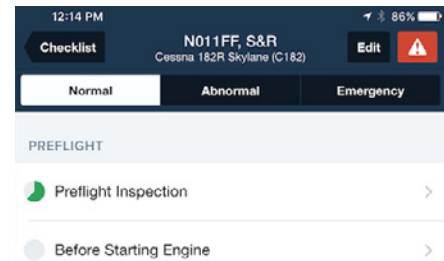 12:14 PM 86%
Checklist N011FF, S&R Edit
Cessna 182R Skylane (C182)
Normal Abnormal Emergency
PREFLIGHT
Preflight Inspection
Before Starting Engine